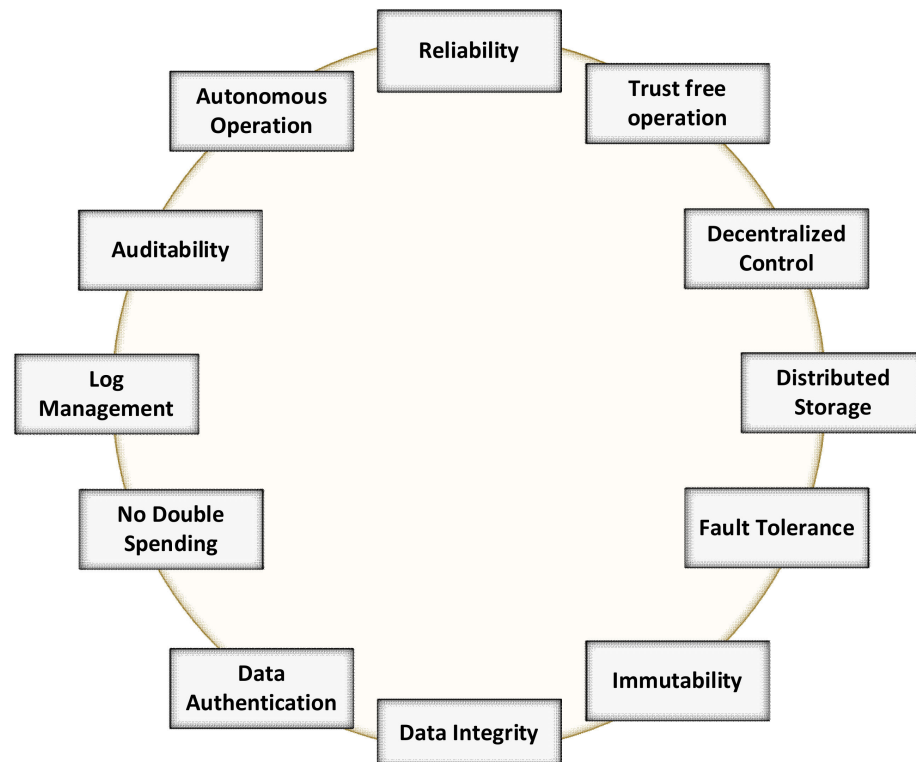 Reliability
Trust free
operation
Decentralized
Control
Distributed
Storage
Fault Tolerance
Immutability
Data Integrity
Data
Authentication
No Double
Spending
Log
Management
Auditability
Autonomous
Operation